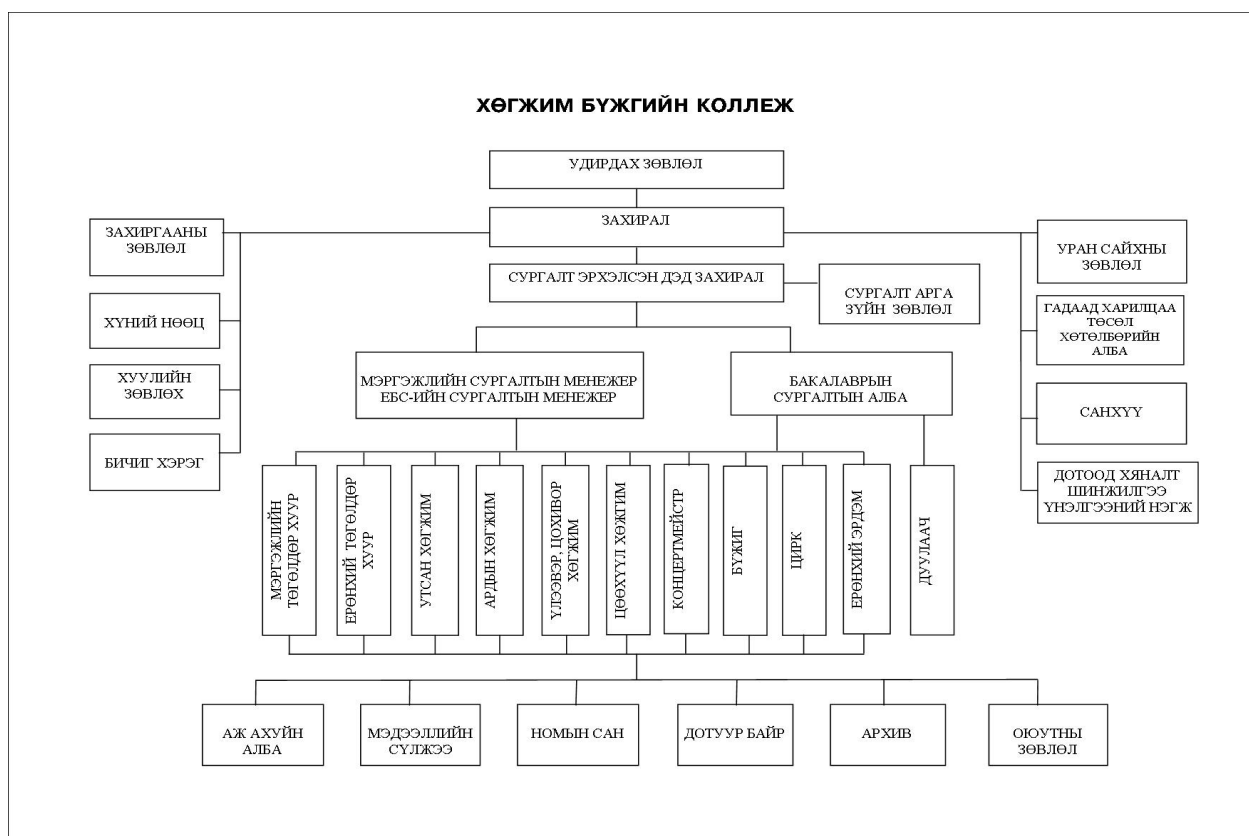 ХӨГЖИМ БҮЖГИЙН КОЛЛЕЖ
УДИРДАХ ЗӨВЛӨЛ
ЗАХИРАЛ
ЗАХИРГААНЫ
ЗӨВЛӨЛ
УРАН САЙХНЫ
ЗӨВЛӨЛ
СУРГАЛТ ЭРХЭЛСЭН ДЭД ЗАХИРАЛ
СУРГАЛТ АРГА
ЗҮЙН ЗӨВЛӨЛ
ХҮНИЙ НӨӨЦ
ГАДААД ХАРИЛЦАА
ТӨСӨЛ
ХӨТӨЛБӨРИЙН
АЛБА
ХУУЛИЙН
ЗӨВЛӨХ
МЭРГЭЖЛИЙН СУРГАЛТЫН МЕНЕЖЕР
ЕБС-ИЙН СУРГАЛТЫН МЕНЕЖЕР
БАКАЛАВРЫН
СУРГАЛТЫН АЛБА
САНХҮҮ
БИЧИГ ХЭРЭГ
ДОТООД ХЯНАЛТ
ШИНЖИЛГЭЭ
ҮНЭЛГЭЭНИЙ НЭГЖ
МЭРГЭЖЛИЙН
ТӨГӨЛДӨР ХУУР
ЕРӨНХИЙ ТӨГӨЛДӨР
ХУУР
УТСАН ХӨГЖИМ
АРДЫН ХӨГЖИМ
ҮЛЭЭВЭР, ЦОХИВОР
ХӨГЖИМ
ЦӨӨХҮҮЛ ХӨЖГИМ
КОНЦЕРТМЕЙСТР
БҮЖИГ
ЦИРК
ЕРӨНХИЙ ЭРДЭМ
ДУУЛААЧ
АЖ АХУЙН
АЛБА
МЭДЭЭЛЛИЙН
СҮЛЖЭЭ
НОМЫН САН
ДОТУУР БАЙР
АРХИВ
ОЮУТНЫ
ЗӨВЛӨЛ